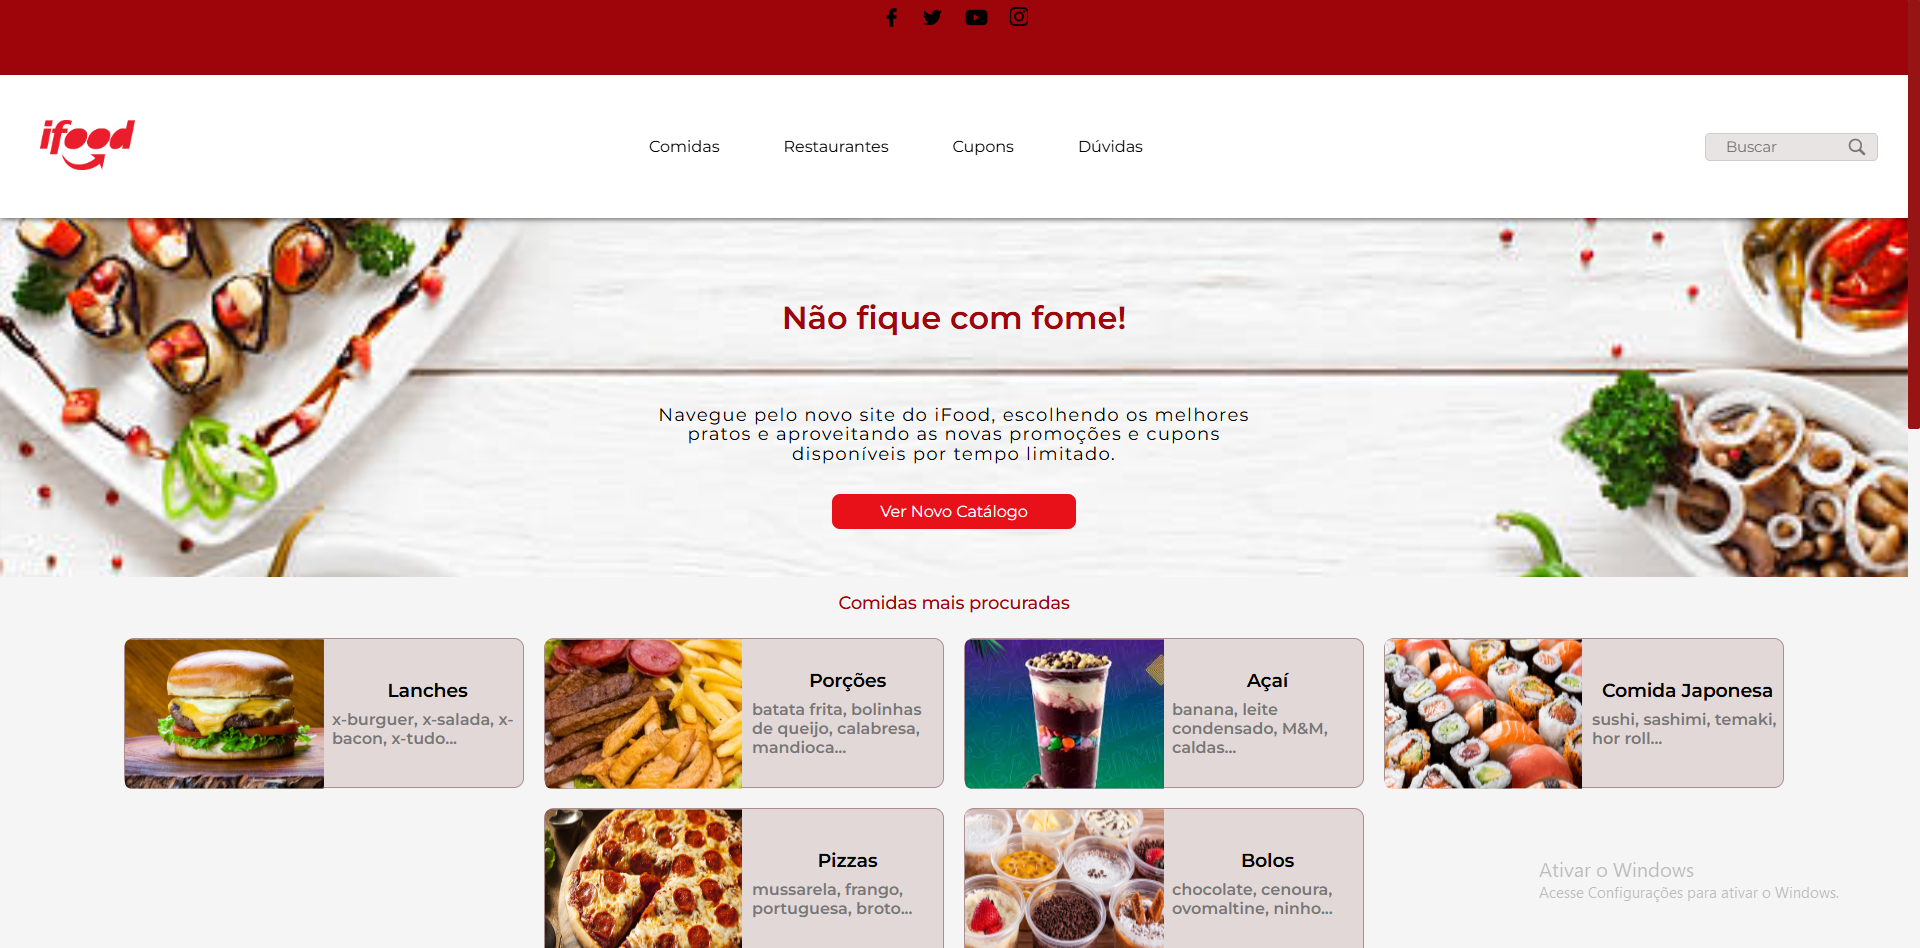 ifood
Comidas
Restaurantes
Cupons
Dúvidas
Buscar
Não fique com fome!
Navegue pelo novo site do iFood, escolhendo os melhores
pratos e aproveitando as novas promoções e cupons
disponíveis por tempo limitado.
Ver Novo Catálogo
Comidas mais procuradas
Lanches
x-burguer, x-salada, x-
bacon, x-tudo...
Porções
batata frita, bolinhas
de queijo, calabresa,
mandioca...
Açaí
banana, leite
condensado, M&M,
caldas...
Comida Japonesa
sushi, sashimi, temaki,
hor roll...
Pizzas
mussarela, frango,
portuguesa, broto...
Bolos
chocolate, cenoura,
ovomaltine, ninho...
Ativar o Windows
Acesse Configurações para ativar o Windows.